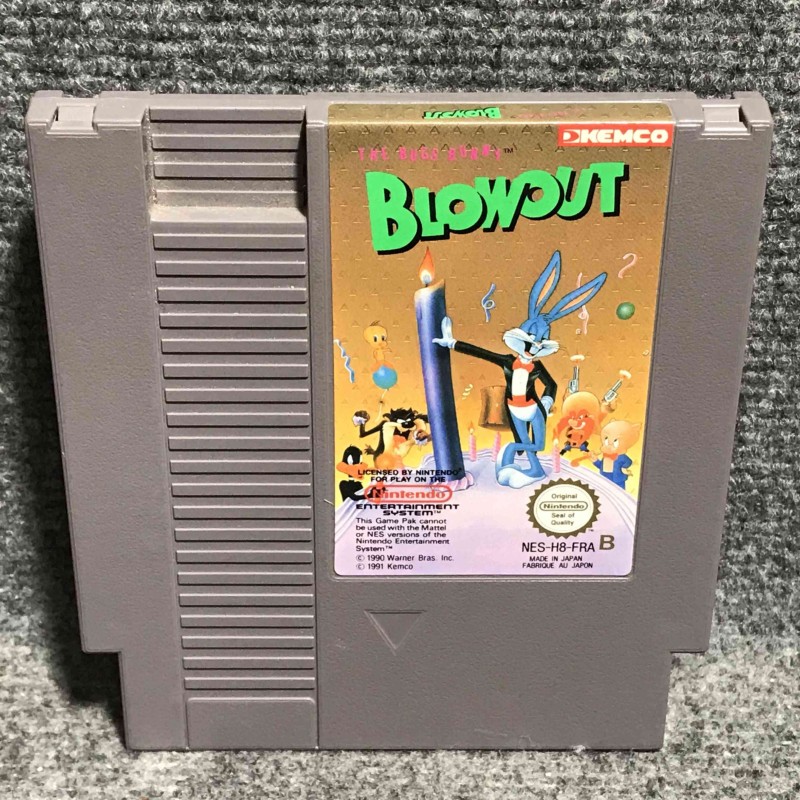 BLOWOUT
KEMCO
THE BUGS BUNNY™
BLOWOUT
LICENSED BY NINTENDO
FOR PLAY ON THE
Nintendo
ENTERTAINMENT
SYSTEM™
This Game Pak cannot
be used with the Mattel
or NES versions of the
Nintendo Entertainment
System™
© 1990 Warner Bros. Inc.
© 1991 Kemco
Original
Nintendo
Seal of
Quality
NES-H8-FRA B
MADE IN JAPAN
FABRIQUE AU JAPON